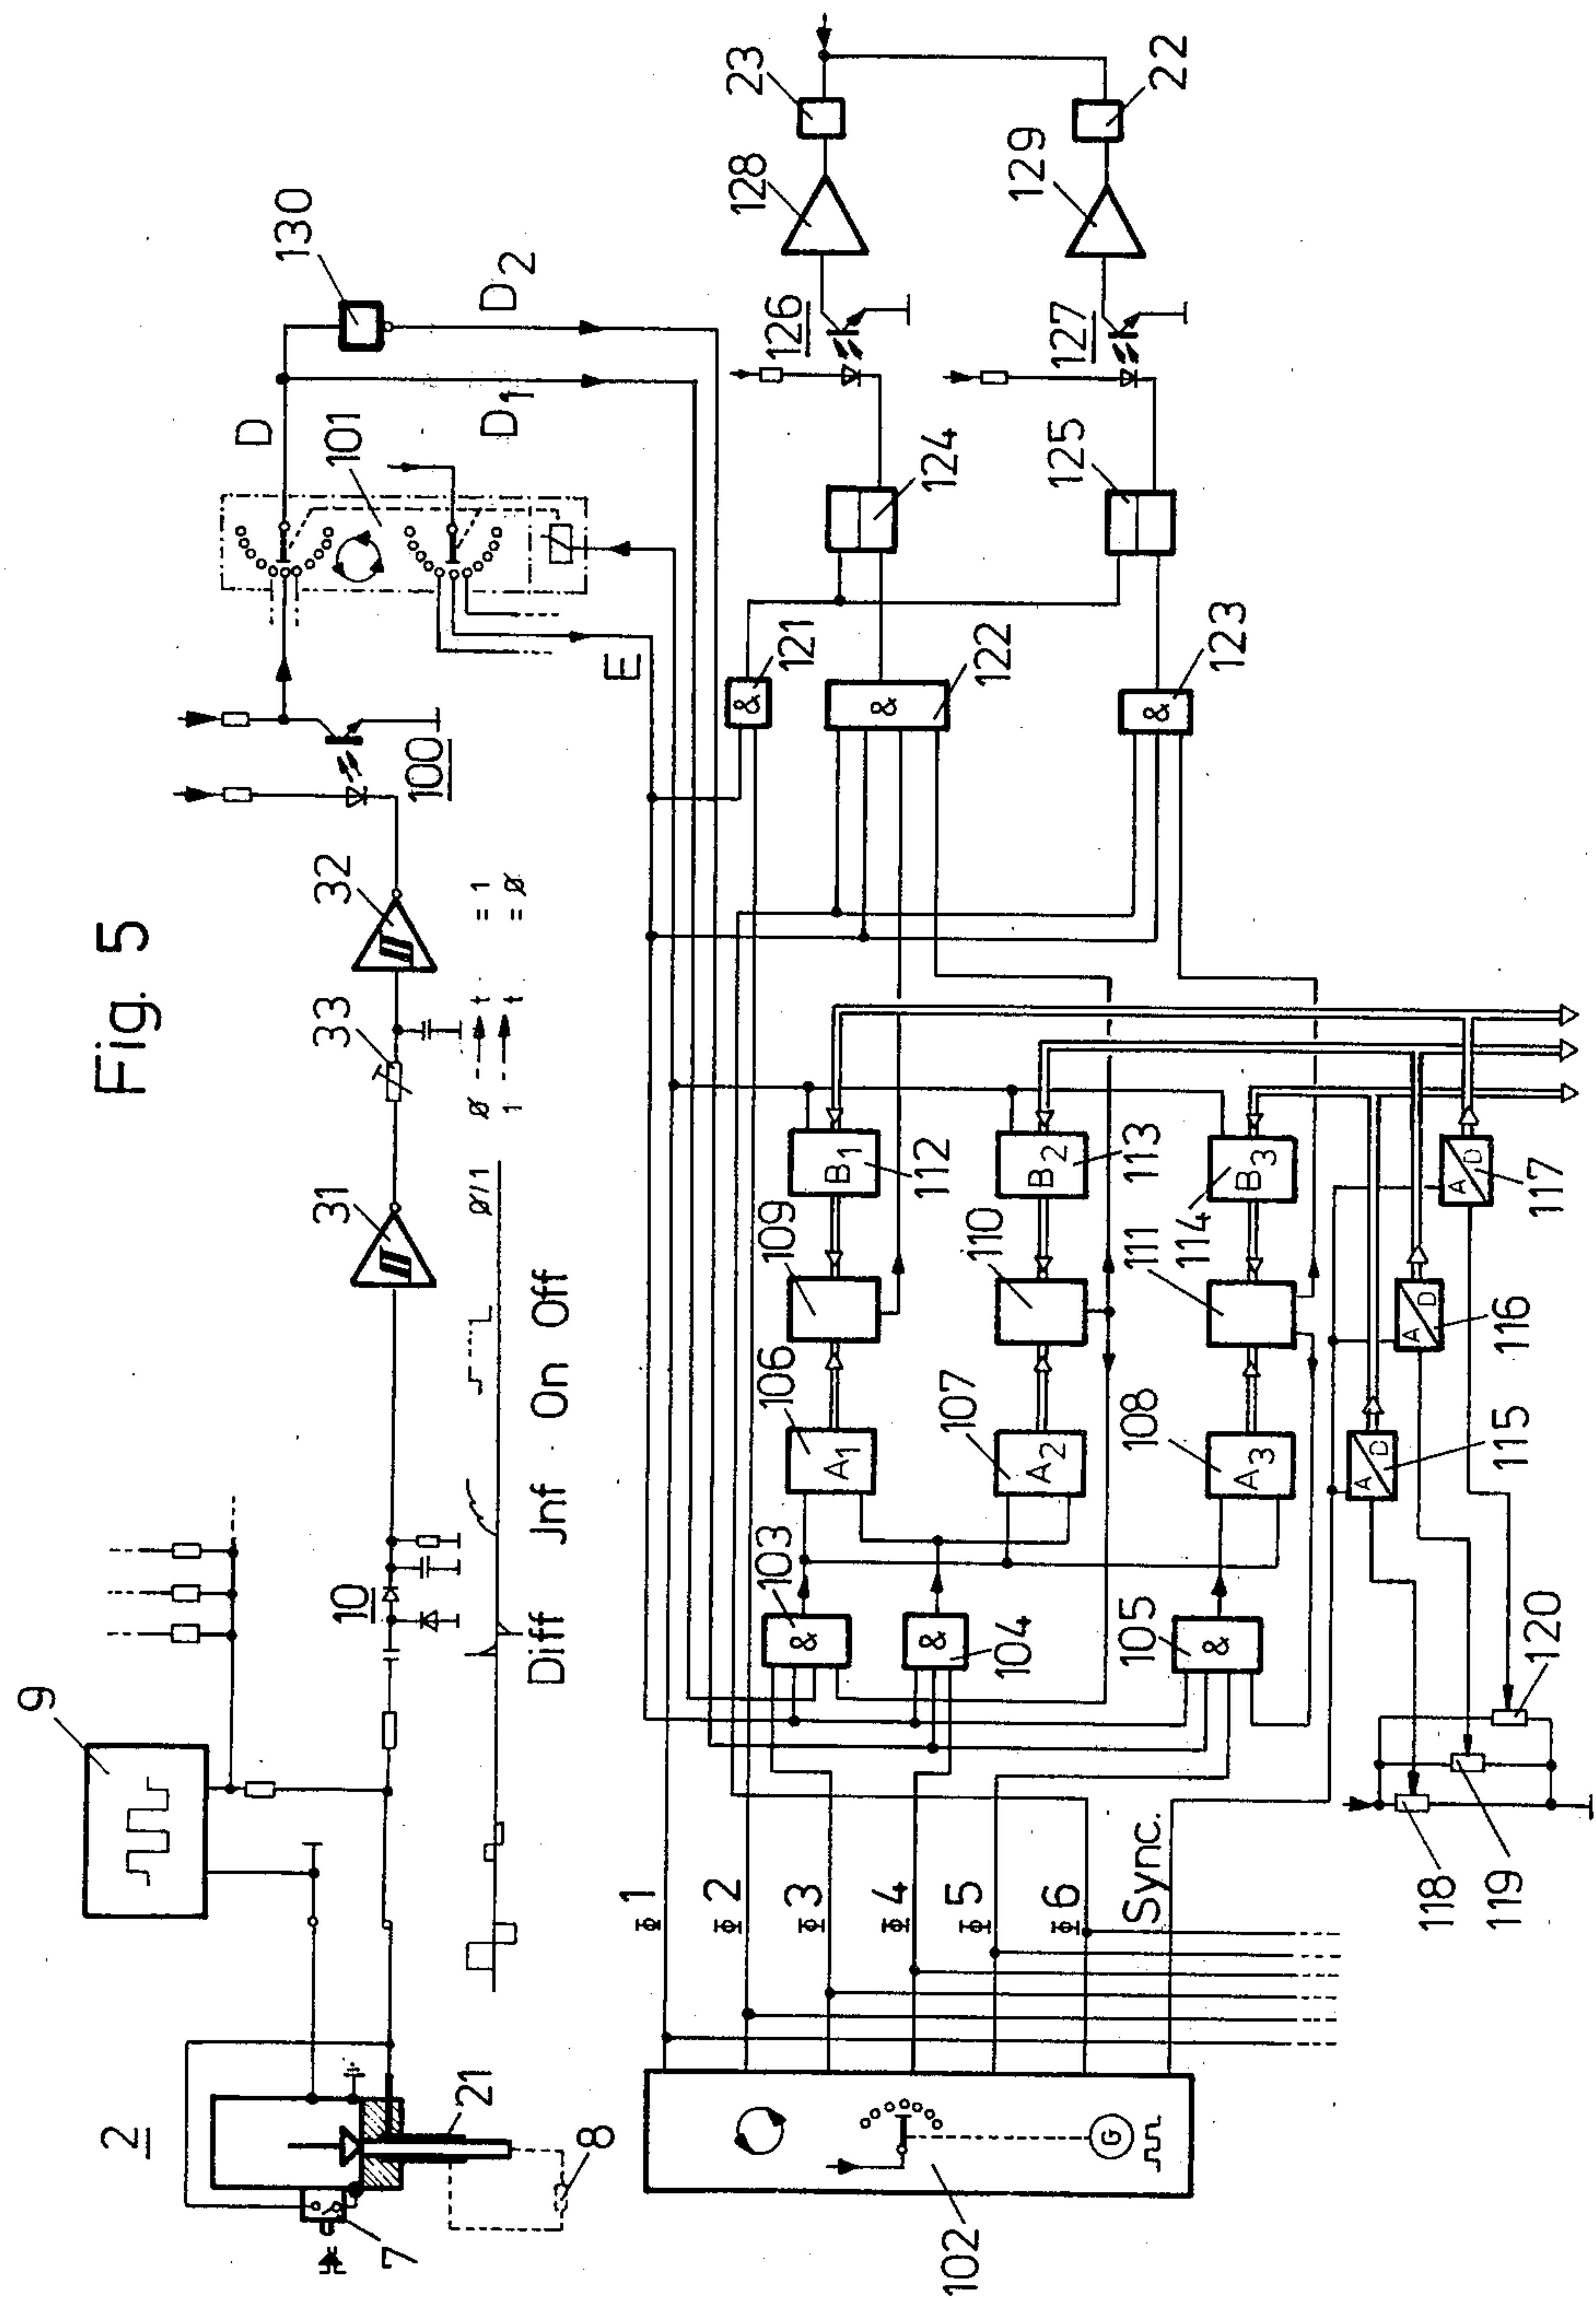 Fig. 5
2
9
7
8
21
10
31
33
32
100
101
D
130
D1
D2
E
Diff
Jnf
On
Off
Ø/1
Ø ---→ t = 1
1 ---→ t = Ø
102
G
Φ 1
Φ 2
Φ 3
Φ 4
Φ 5
Φ 6
Sync.
& 103
& 104
& 105
A1 106
A2 107
A3 108
109
110
111
B1 112
B2 113
B3 114
A D 115
A D 116
A D 117
118
119
120
& 121
& 122
& 123
124
125
126
127
128
129
23
22